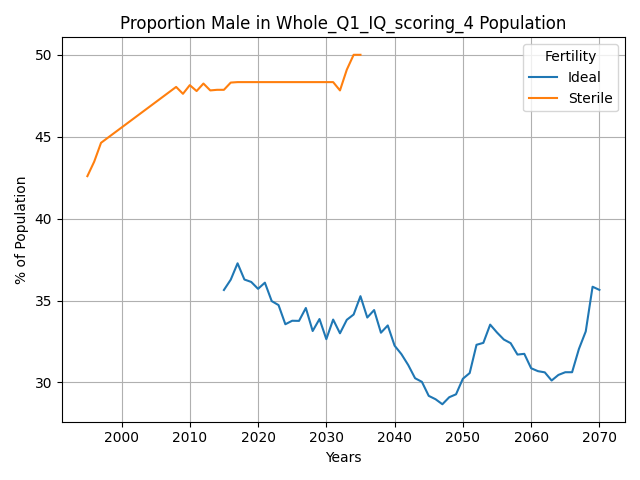 Proportion Male in Whole_Q1_IQ_scoring_4 Population
Fertility
Ideal
Sterile
% of Population
50
45
40
35
30
2000 2010 2020 2030 2040 2050 2060 2070
Years